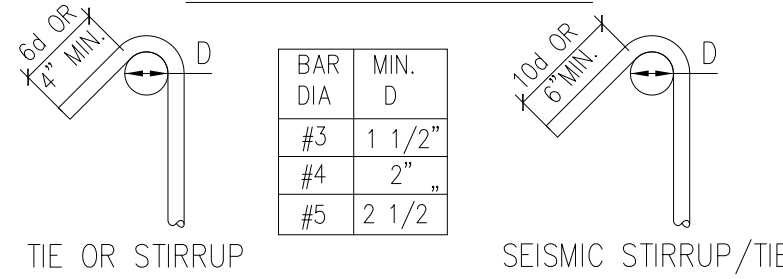 6d OR
4" MIN.
D
TIE OR STIRRUP
BAR DIA MIN. D
#3 1 1/2"
#4 2"
#5 2 1/2"
10d OR
6"MIN.
D
SEISMIC STIRRUP/TIE